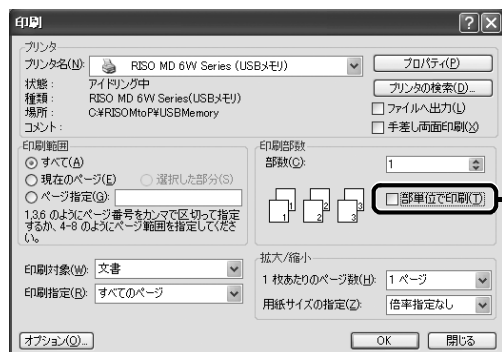 印刷
プリンタ
プリンタ名(N): RISO MD 6W Series (USBメモリ) プロパティ(P)
状態: アイドリング中 プリンタの検索(D)...
種類: RISO MD 6W Series(USBメモリ)
場所: C:¥RISOMtoP¥USBMemory ファイルへ出力(L)
コメント: 手差し両面印刷(X)
印刷範囲
すべて(A)
現在のページ(E) 選択した部分(S)
ページ指定(G):
1,3,6 のようにページ番号をカンマで区切って指定
するか、4-8 のようにページ範囲を指定してくださ
い。
印刷部数
部数(C): 1
1 1 2 2 3 3
部単位で印刷(T)
印刷対象(W): 文書
印刷指定(R): すべてのページ
拡大/縮小
1 枚あたりのページ数(H): 1 ページ
用紙サイズの指定(Z): 倍率指定なし
オプション(O)... OK 閉じる